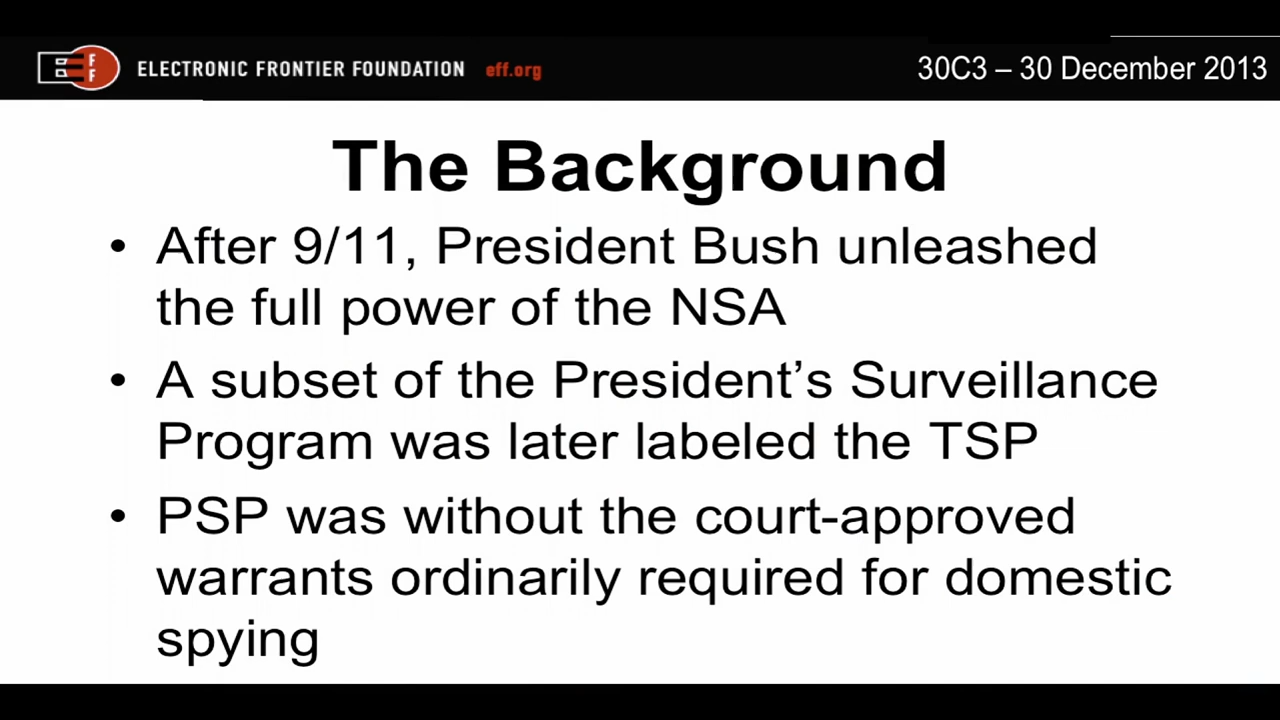 EFF
ELECTRONIC FRONTIER FOUNDATION eff.org
30C3 – 30 December 2013
The Background
• After 9/11, President Bush unleashed
the full power of the NSA
• A subset of the President’s Surveillance
Program was later labeled the TSP
• PSP was without the court-approved
warrants ordinarily required for domestic
spying